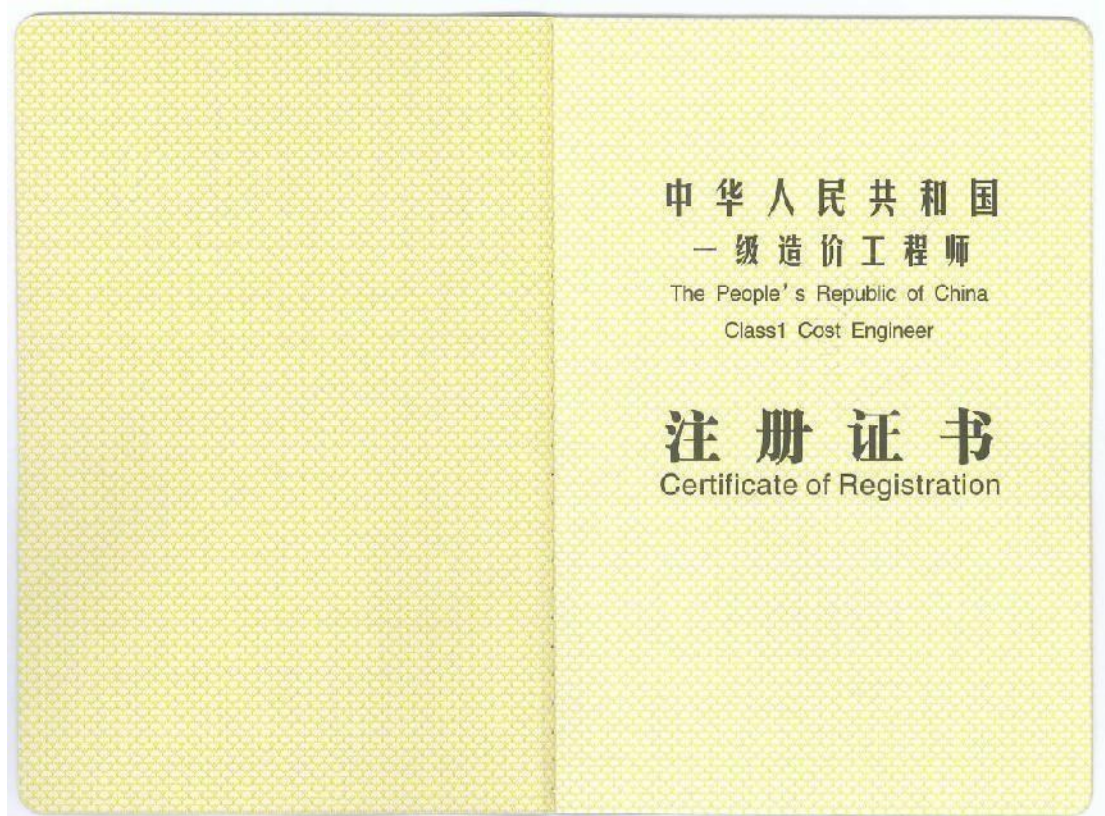 中华人民共和国
一级造价工程师
The People's Republic of China
Class1 Cost Engineer
注册证书
Certificate of Registration